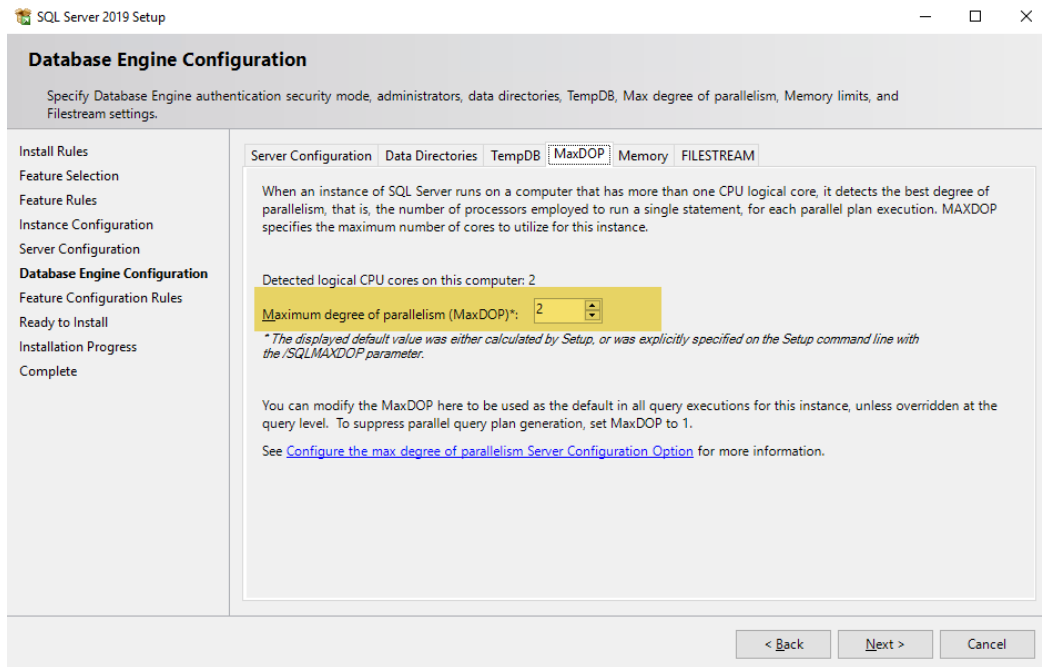 SQL Server 2019 Setup
Database Engine Configuration
Specify Database Engine authentication security mode, administrators, data directories, TempDB, Max degree of parallelism, Memory limits, and
Filestream settings.
Install Rules
Feature Selection
Feature Rules
Instance Configuration
Server Configuration
Database Engine Configuration
Feature Configuration Rules
Ready to Install
Installation Progress
Complete
Server Configuration Data Directories TempDB MaxDOP Memory FILESTREAM
When an instance of SQL Server runs on a computer that has more than one CPU logical core, it detects the best degree of
parallelism, that is, the number of processors employed to run a single statement, for each parallel plan execution. MAXDOP
specifies the maximum number of cores to utilize for this instance.
Detected logical CPU cores on this computer: 2
Maximum degree of parallelism (MaxDOP)*: 2
* The displayed default value was either calculated by Setup, or was explicitly specified on the Setup command line with
the /SQLMAXDOP parameter.
You can modify the MaxDOP here to be used as the default in all query executions for this instance, unless overridden at the
query level. To suppress parallel query plan generation, set MaxDOP to 1.
See Configure the max degree of parallelism Server Configuration Option for more information.
< Back Next > Cancel